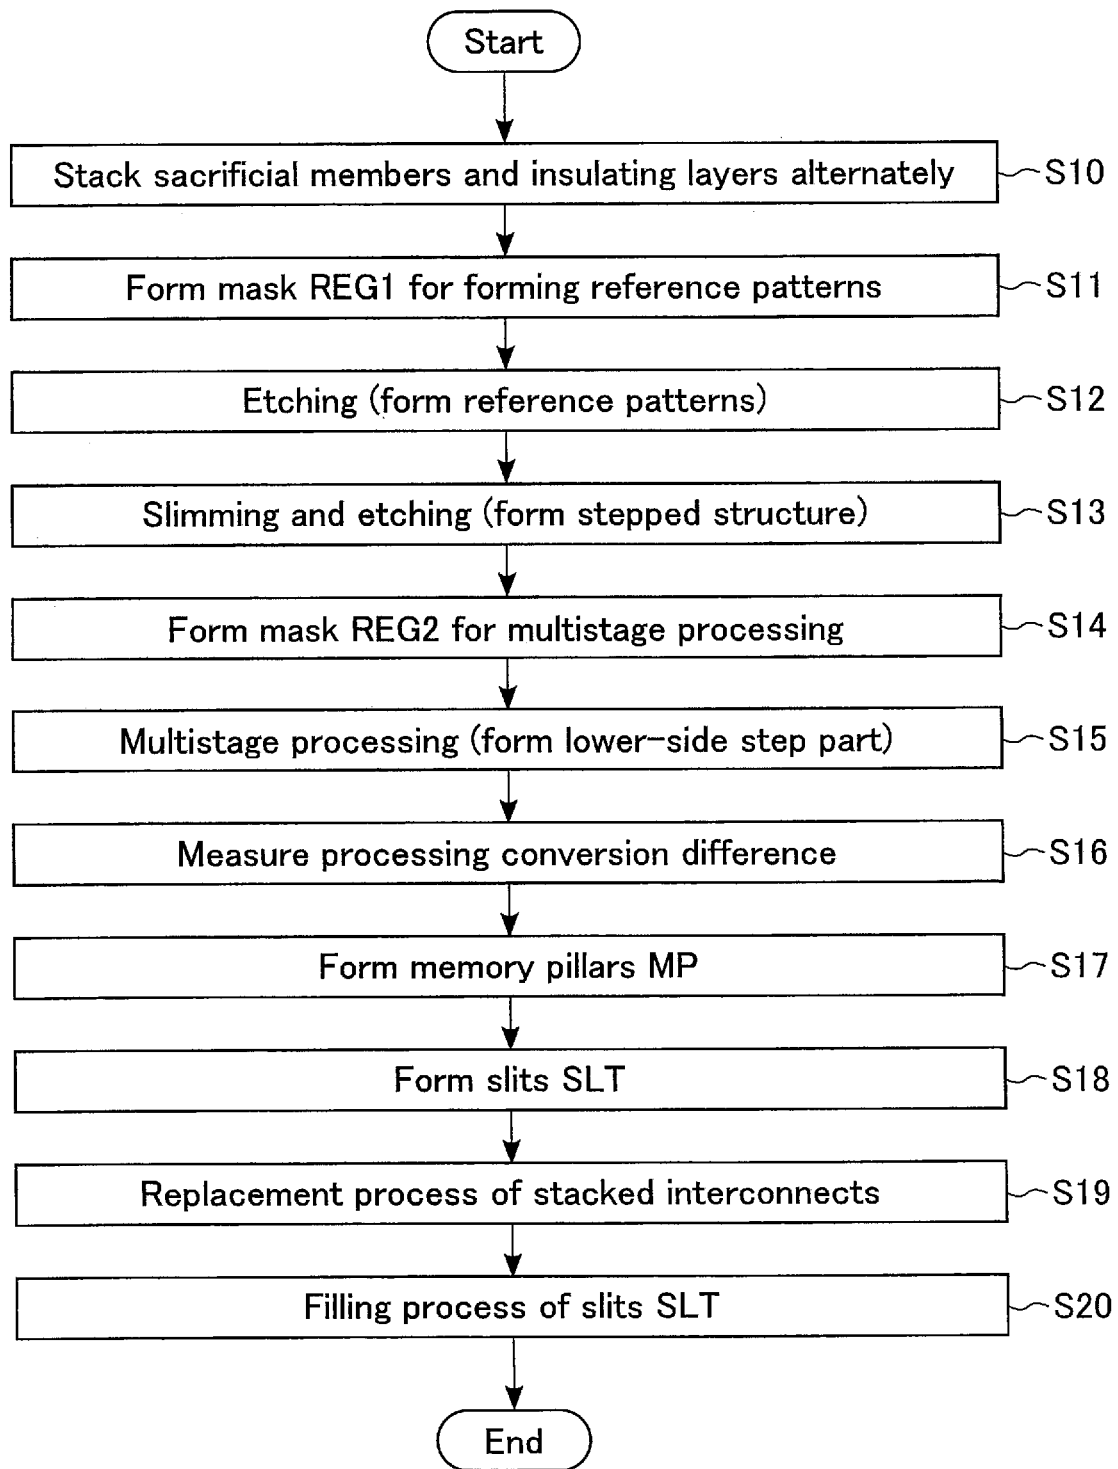 Start
Stack sacrificial members and insulating layers alternately S10
Form mask REG1 for forming reference patterns S11
Etching (form reference patterns) S12
Slimming and etching (form stepped structure) S13
Form mask REG2 for multistage processing S14
Multistage processing (form lower-side step part) S15
Measure processing conversion difference S16
Form memory pillars MP S17
Form slits SLT S18
Replacement process of stacked interconnects S19
Filling process of slits SLT S20
End